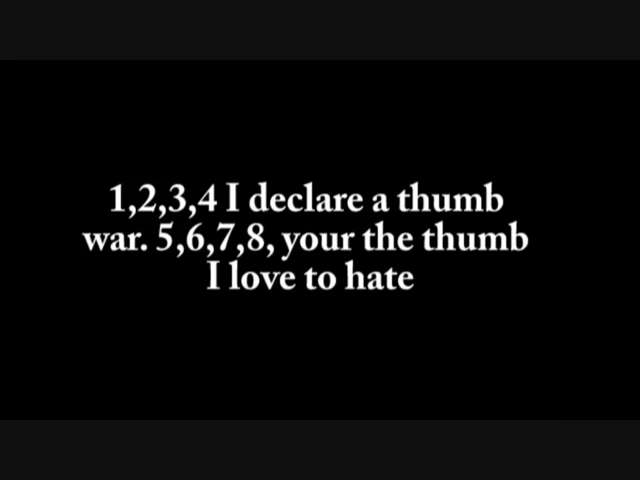 1,2,3,4 I declare a thumb
war. 5,6,7,8, your the thumb
I love to hate